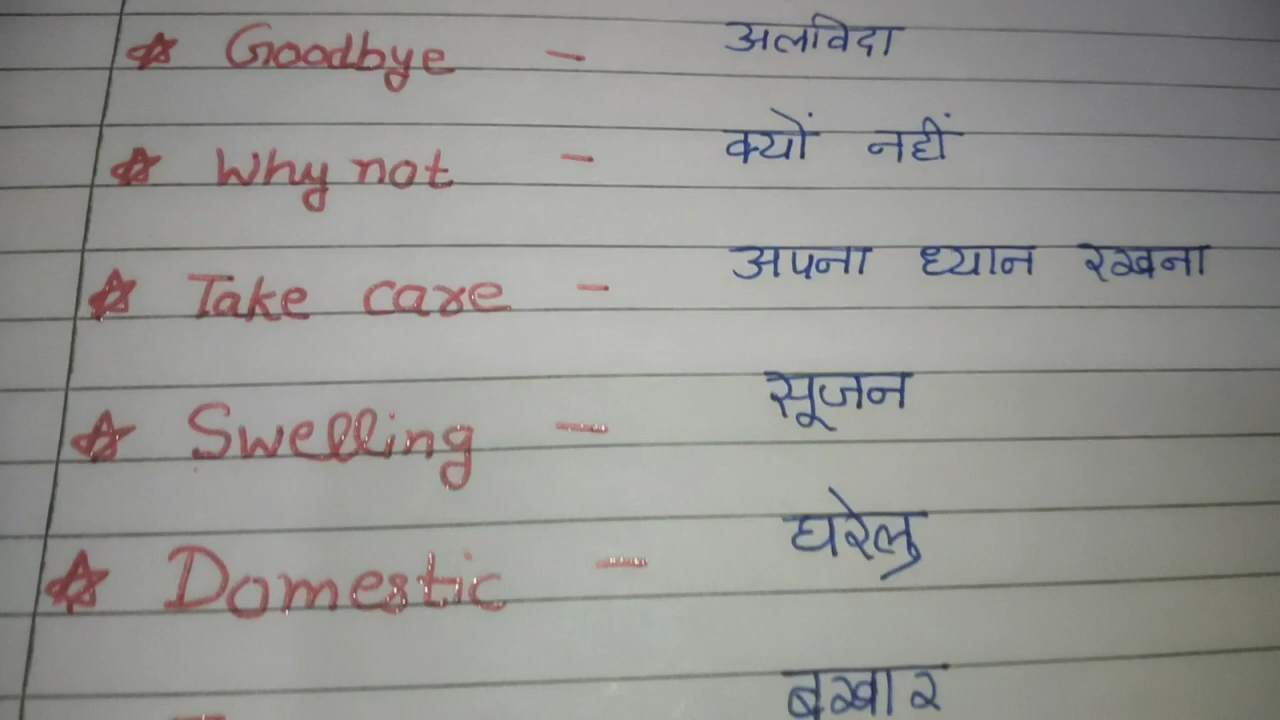 ☆ Goodbye - अलविदा
☆ Why not - क्यों नहीं
☆ Take care - अपना ध्यान रखना
☆ Swelling - सूजन
☆ Domestic - घरेलु
बुखार